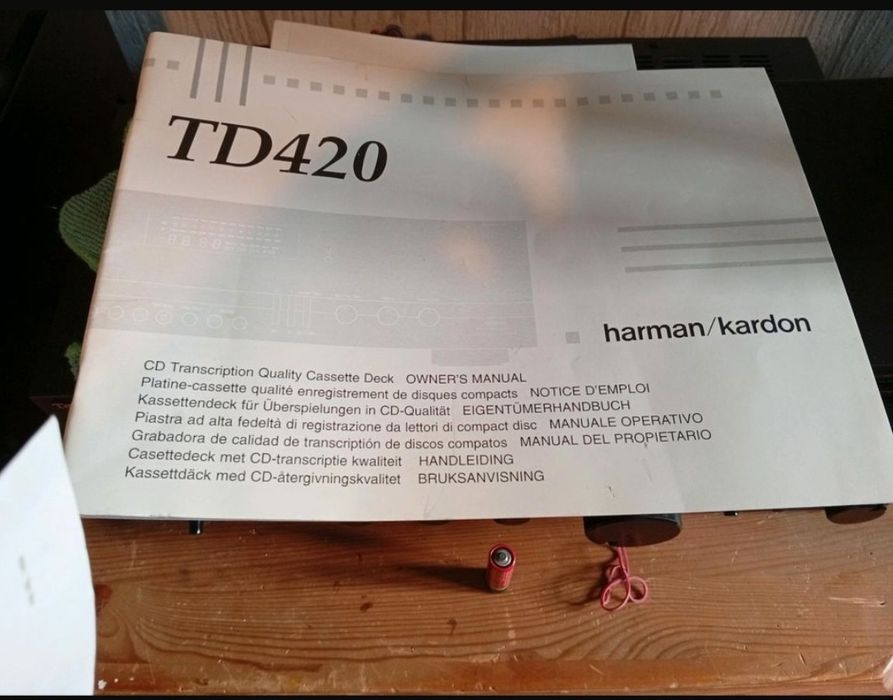 TD420
harman/kardon
CD Transcription Quality Cassette Deck OWNER'S MANUAL
Platine-cassette qualité enregistrement de disques compacts NOTICE D'EMPLOI
Kassettendeck für Überspielungen in CD-Qualität EIGENTÜMERHANDBUCH
Piastra ad alta fedeltà di registrazione da lettori di compact disc MANUALE OPERATIVO
Grabadora de calidad de transcriptión de discos compatos MANUAL DEL PROPIETARIO
Casettedeck met CD-transcriptie kwaliteit HANDLEIDING
Kassettdäck med CD-återgivningskvalitet BRUKSANVISNING